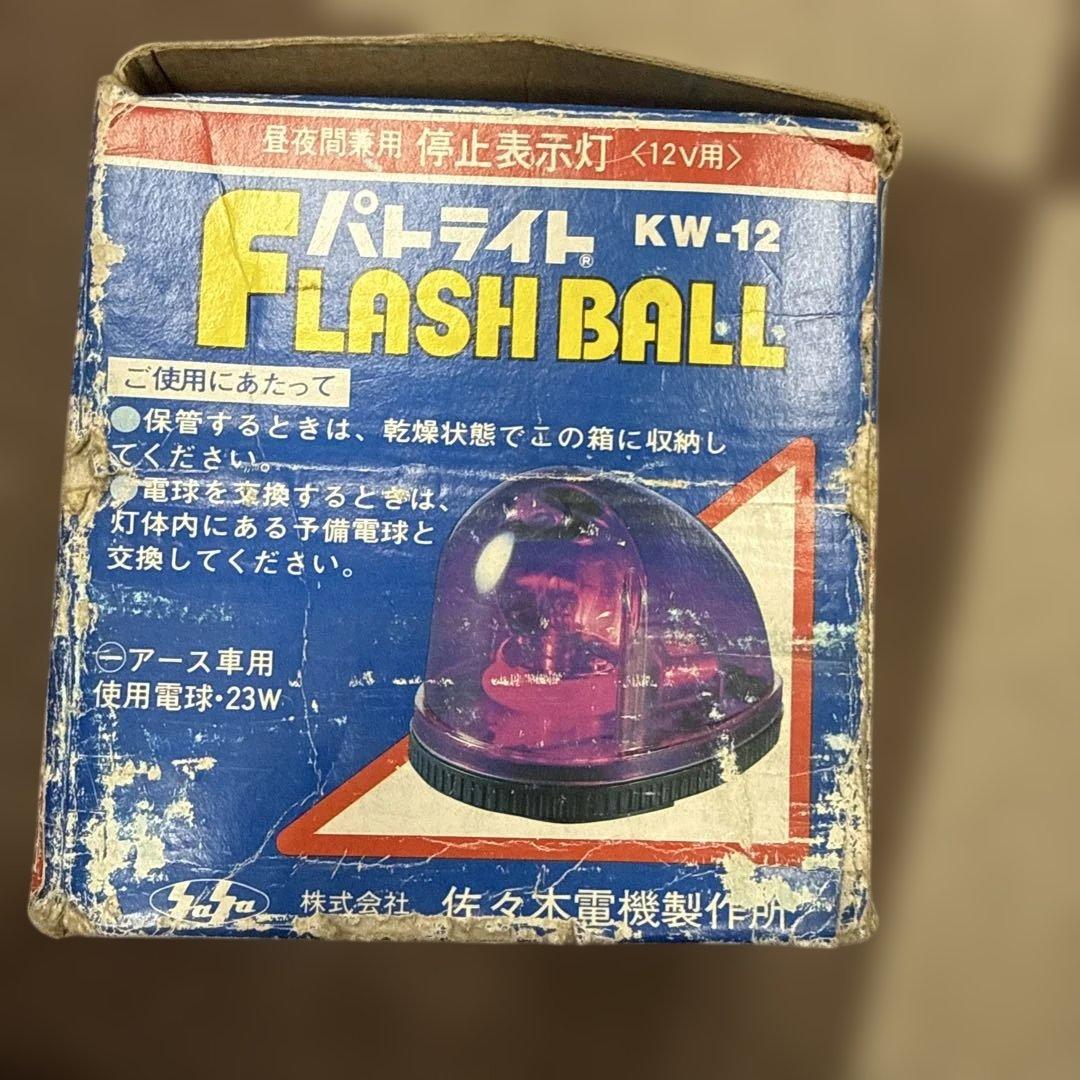 昼夜間兼用 停止表示灯 〈12V用〉
パトライト® KW-12
FLASH BALL
ご使用にあたって
●保管するときは、乾燥状態でこの箱に収納し
てください。
●電球を交換するときは、
灯体内にある予備電球と
交換してください。
㊀アース車用
使用電球・23W
SaSa 株式会社 佐々木電機製作所